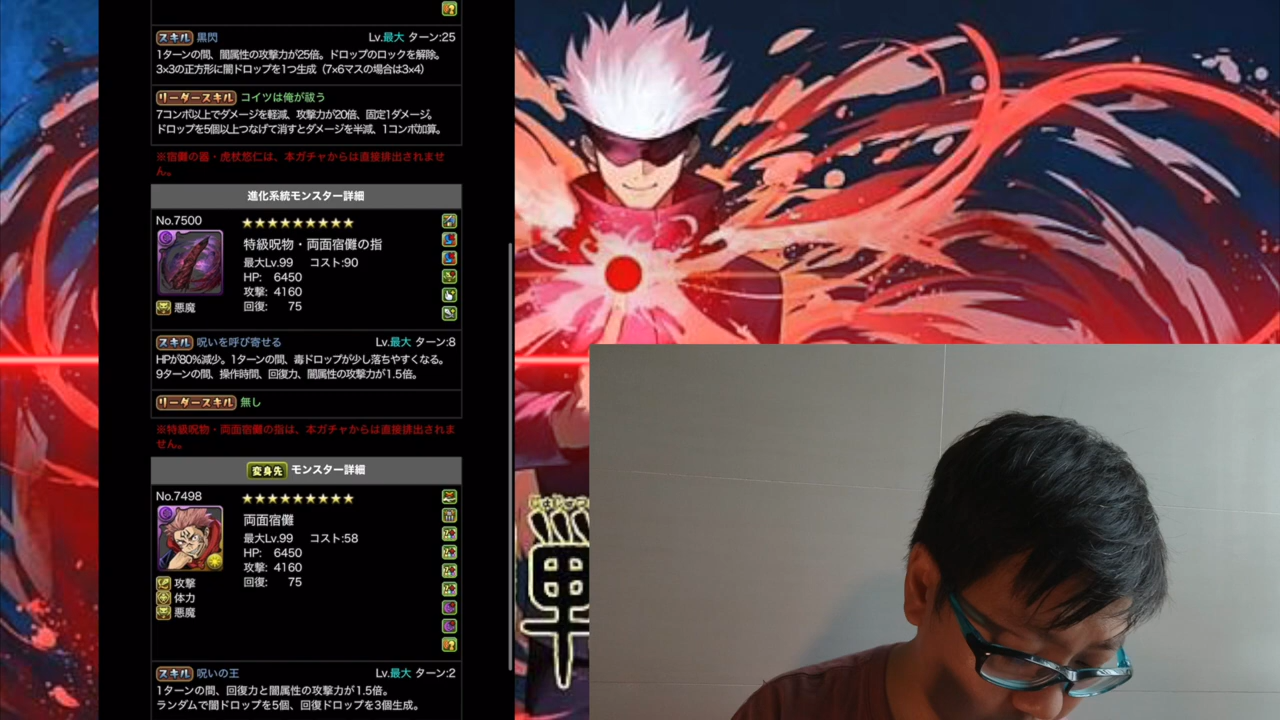 スキル 黒閃 Lv.最大 ターン:25
1ターンの間、闇属性の攻撃力が25倍。ドロップのロックを解除。
3×3の正方形に闇ドロップを1つ生成（7×6マスの場合は3×4）
リーダースキル コイツは俺が祓う
7コンボ以上でダメージを軽減、攻撃力が20倍、固定1ダメージ。
ドロップを5個以上つなげて消すとダメージを半減、1コンボ加算。
※宿儺の器・虎杖悠仁は、本ガチャからは直接排出されませ
ん。
進化系統モンスター詳細
No.7500 ★★★★★★★★★
特級呪物・両面宿儺の指
最大Lv.99 コスト:90
HP: 6450
攻撃: 4160
回復: 75
悪魔
スキル 呪いを呼び寄せる Lv.最大 ターン:8
HPが80%減少。1ターンの間、毒ドロップが少し落ちやすくなる。
9ターンの間、操作時間、回復力、闇属性の攻撃力が1.5倍。
リーダースキル 無し
※特級呪物・両面宿儺の指は、本ガチャからは直接排出されま
せん。
変身先 モンスター詳細
No.7498 ★★★★★★★★★
両面宿儺
最大Lv.99 コスト:58
HP: 6450
攻撃: 4160
回復: 75
攻撃
体力
悪魔
スキル 呪いの王 Lv.最大 ターン:2
1ターンの間、回復力と闇属性の攻撃力が1.5倍。
ランダムで闇ドロップを5個、回復ドロップを3個生成。